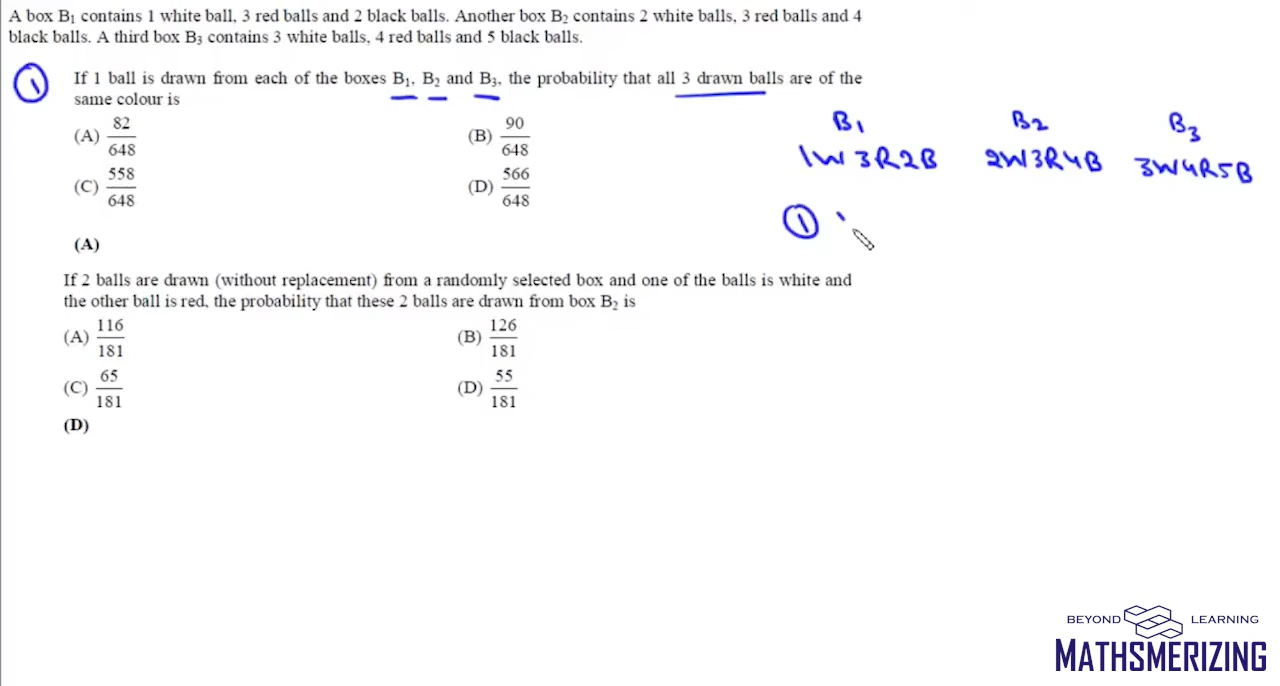 A box B₁ contains 1 white ball, 3 red balls and 2 black balls. Another box B₂ contains 2 white balls, 3 red balls and 4
black balls. A third box B₃ contains 3 white balls, 4 red balls and 5 black balls.
① If 1 ball is drawn from each of the boxes B₁, B₂ and B₃, the probability that all 3 drawn balls are of the
same colour is
(A) 82/648 (B) 90/648
(C) 558/648 (D) 566/648
(A)
B₁ B₂ B₃
1W 3R 2B 2W 3R 4B 3W 4R 5B
①
If 2 balls are drawn (without replacement) from a randomly selected box and one of the balls is white and
the other ball is red, the probability that these 2 balls are drawn from box B₂ is
(A) 116/181 (B) 126/181
(C) 65/181 (D) 55/181
(D)
BEYOND LEARNING
MATHSMERIZING